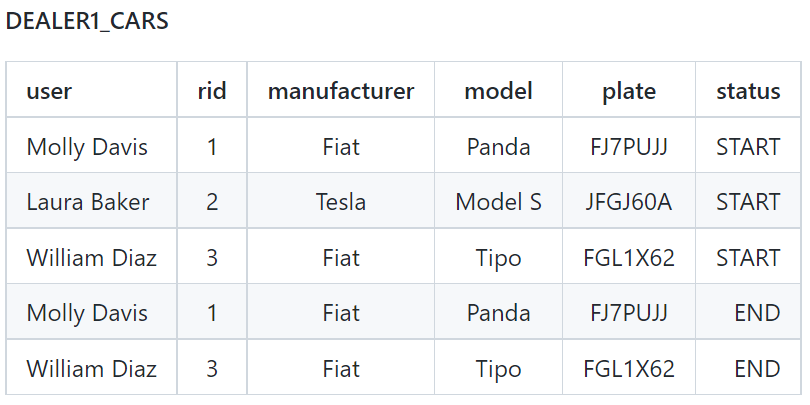 DEALER1_CARS
user rid manufacturer model plate status
Molly Davis 1 Fiat Panda FJ7PUJJ START
Laura Baker 2 Tesla Model S JFGJ60A START
William Diaz 3 Fiat Tipo FGL1X62 START
Molly Davis 1 Fiat Panda FJ7PUJJ END
William Diaz 3 Fiat Tipo FGL1X62 END